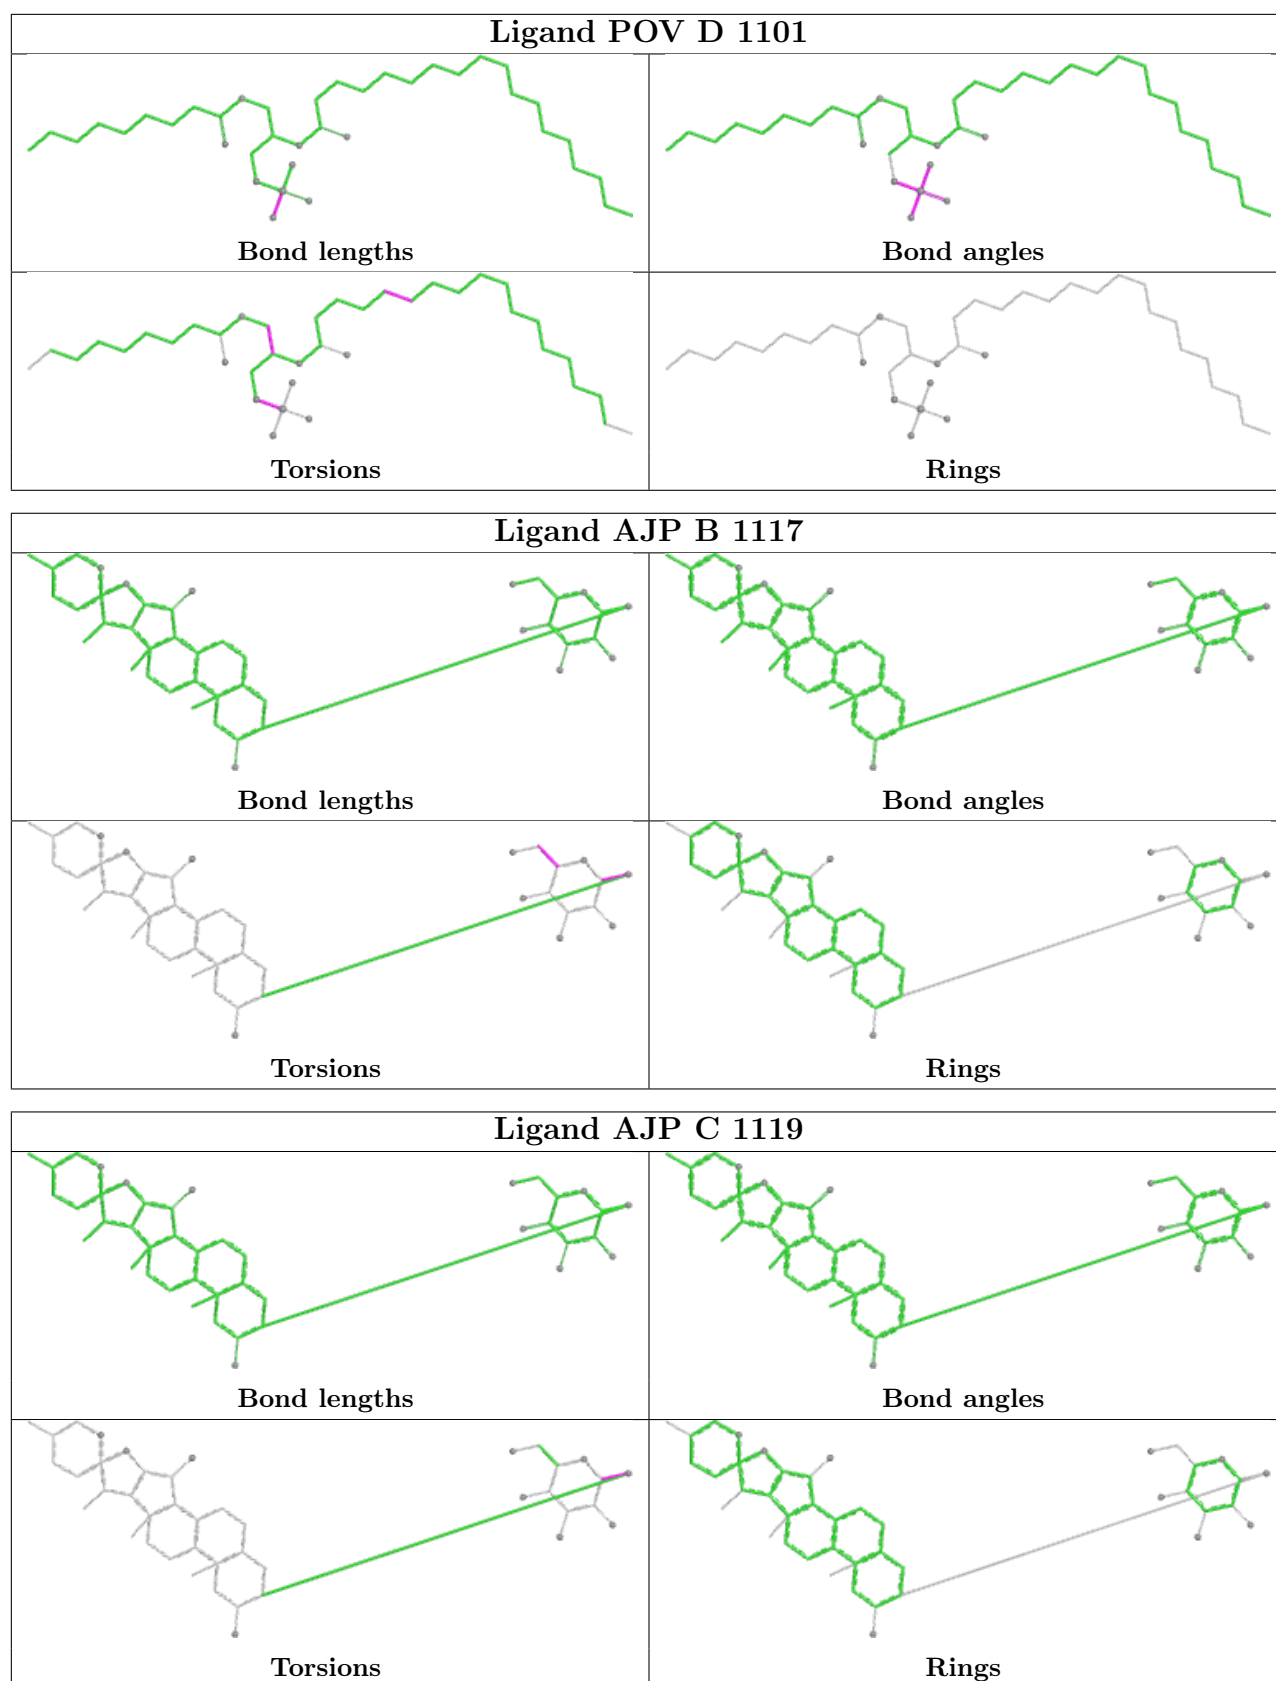 Ligand POV D 1101
Bond lengths
Bond angles
Torsions
Rings
Ligand AJP B 1117
Bond lengths
Bond angles
Torsions
Rings
Ligand AJP C 1119
Bond lengths
Bond angles
Torsions
Rings